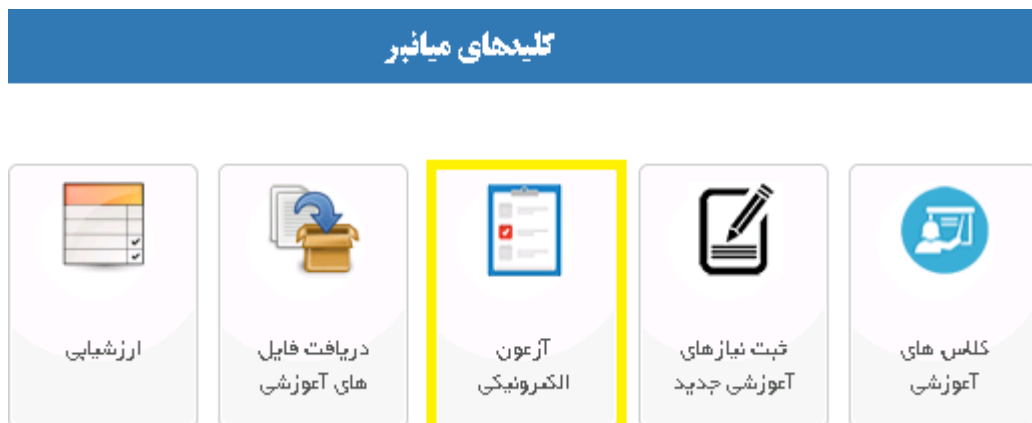 کلیدهای میانبر
کلاس های
آموزشی
ثبت نیازهای
آموزشی جدید
آزمون
الکترونیکی
دریافت فایل
های آموزشی
ارزشیابی